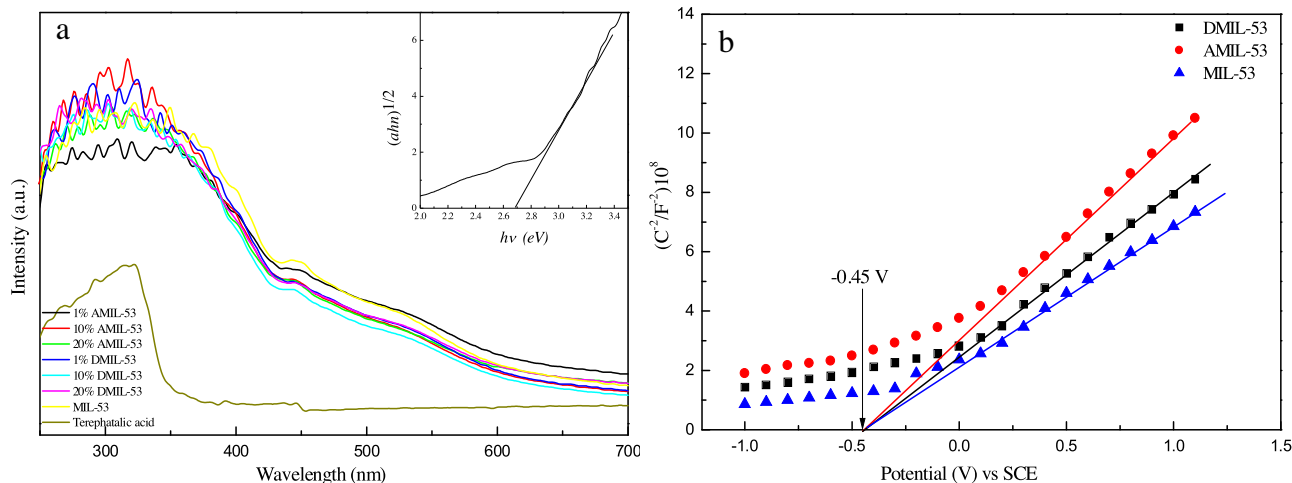 a
Intensity (a.u.)
1% AMIL-53
10% AMIL-53
20% AMIL-53
1% DMIL-53
10% DMIL-53
20% DMIL-53
MIL-53
Terephatalic acid
300 400 500 600 700
Wavelength (nm)
(ahn)1/2
6
4
2
0
2.0 2.2 2.4 2.6 2.8 3.0 3.2 3.4
hν (eV)
b
DMIL-53
AMIL-53
MIL-53
(C-2/F-2)108
14
12
10
8
6
4
2
0
-0.45 V
-1.0 -0.5 0.0 0.5 1.0 1.5
Potential (V) vs SCE